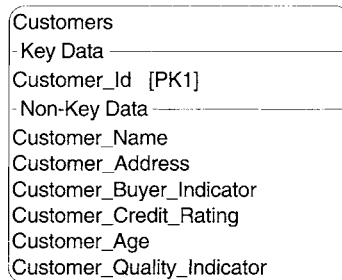 Customers
Key Data
Customer_Id [PK1]
Non-Key Data
Customer_Name
Customer_Address
Customer_Buyer_Indicator
Customer_Credit_Rating
Customer_Age
Customer_Quality_Indicator